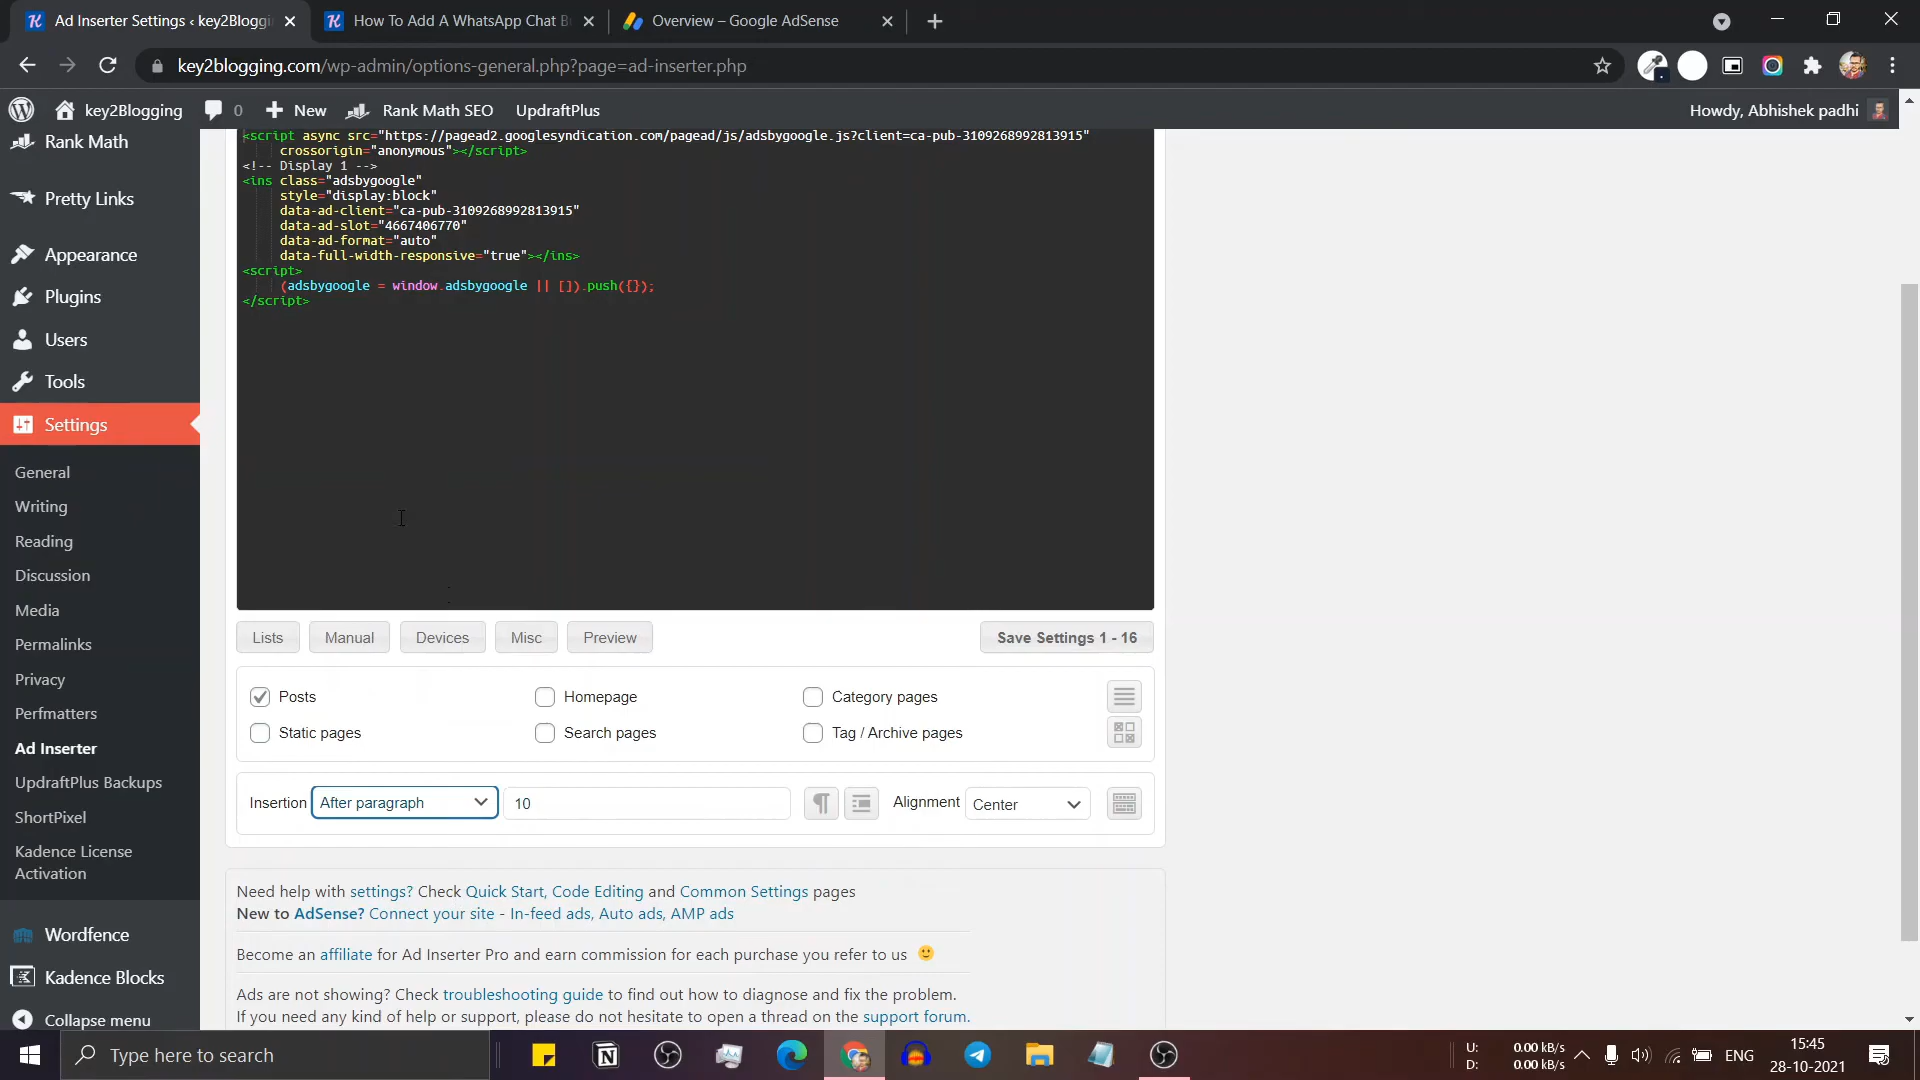 Ad Inserter Settings ‹ key2Bloggin
How To Add A WhatsApp Chat B
Overview – Google AdSense
key2blogging.com/wp-admin/options-general.php?page=ad-inserter.php
key2Blogging
0
New
Rank Math SEO
UpdraftPlus
Howdy, Abhishek padhi
Rank Math
Pretty Links
Appearance
Plugins
Users
Tools
Settings
General
Writing
Reading
Discussion
Media
Permalinks
Privacy
Perfmatters
Ad Inserter
UpdraftPlus Backups
ShortPixel
Kadence License
Activation
Wordfence
Kadence Blocks
Collapse menu
<script async src="https://pagead2.googlesyndication.com/pagead/js/adsbygoogle.js?client=ca-pub-3109268992813915"
crossorigin="anonymous"></script>
<!-- Display 1 -->
<ins class="adsbygoogle"
style="display:block"
data-ad-client="ca-pub-3109268992813915"
data-ad-slot="4667406770"
data-ad-format="auto"
data-full-width-responsive="true"></ins>
<script>
(adsbygoogle = window.adsbygoogle || []).push({});
</script>
Lists
Manual
Devices
Misc
Preview
Save Settings 1 - 16
Posts
Homepage
Category pages
Static pages
Search pages
Tag / Archive pages
Insertion
After paragraph
10
Alignment
Center
Need help with settings? Check Quick Start, Code Editing and Common Settings pages
New to AdSense? Connect your site - In-feed ads, Auto ads, AMP ads
Become an affiliate for Ad Inserter Pro and earn commission for each purchase you refer to us
Ads are not showing? Check troubleshooting guide to find out how to diagnose and fix the problem.
If you need any kind of help or support, please do not hesitate to open a thread on the support forum.
Type here to search
U: 0.00 kB/s
D: 0.00 kB/s
ENG
15:45
28-10-2021